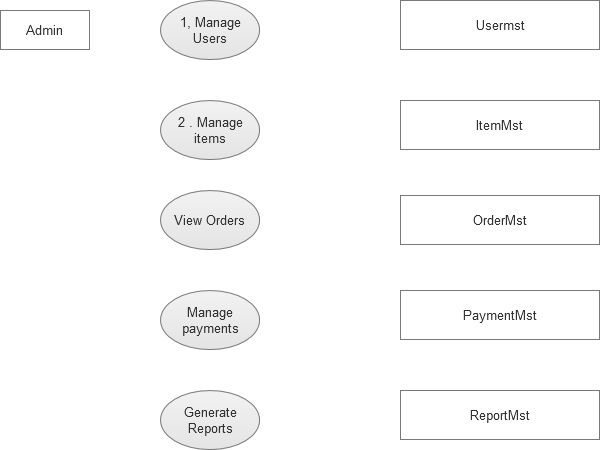 Admin
1, Manage
Users
Usermst
2 . Manage
items
ItemMst
View Orders
OrderMst
Manage
payments
PaymentMst
Generate
Reports
ReportMst